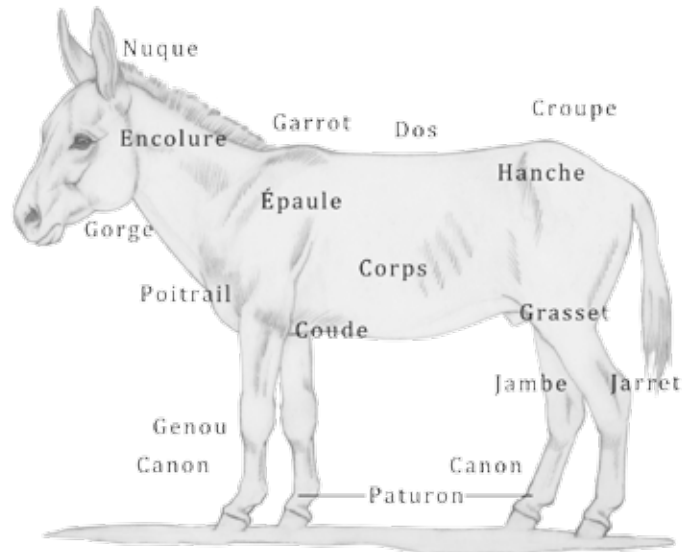 Nuque
Garrot
Dos
Croupe
Encolure
Hanche
Épaule
Gorge
Corps
Poitrail
Grasset
Coude
Jambe
Jarret
Genou
Canon
Canon
Paturon